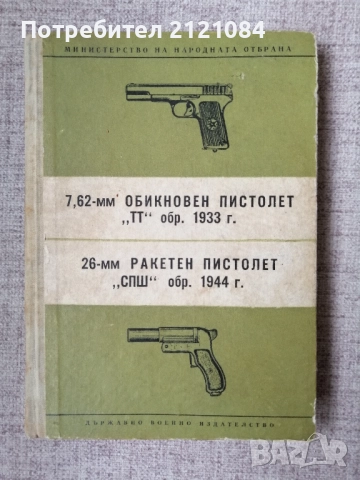 Потребител 2121084
МИНИСТЕРСТВО НА НАРОДНАТА ОТБРАНА
7,62-мм ОБИКНОВЕН ПИСТОЛЕТ
„ТТ" обр. 1933 г.
26-мм РАКЕТЕН ПИСТОЛЕТ
„СПШ" обр. 1944 г.
ДЪРЖАВНО ВОЕННО ИЗДАТЕЛСТВО
BAZAR